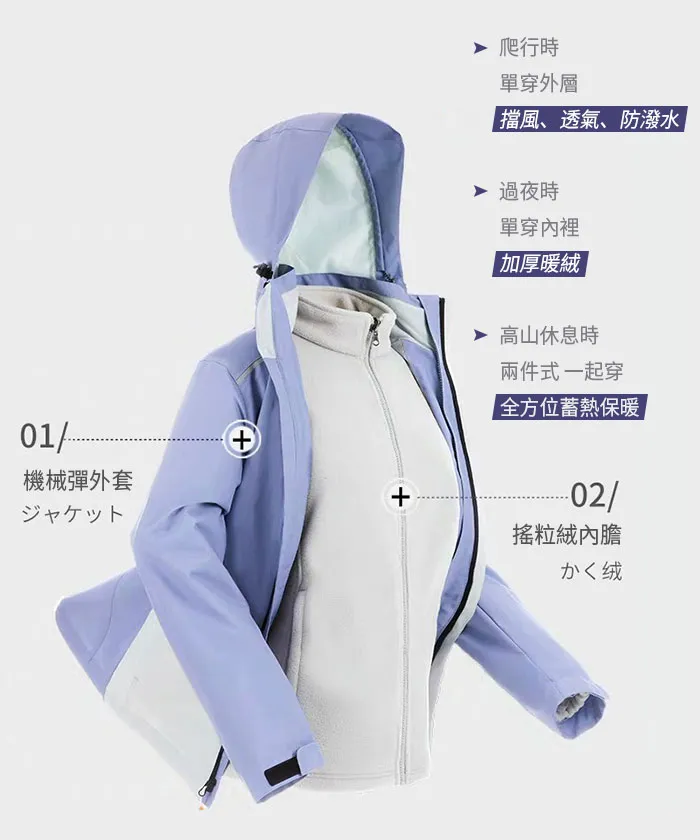 爬行時
單穿外層
擋風、透氣、防潑水
過夜時
單穿內裡
加厚暖絨
高山休息時
兩件式 一起穿
全方位蓄熱保暖
01/
機械彈外套
ジャケット
02/
搖粒絨內膽
かく绒